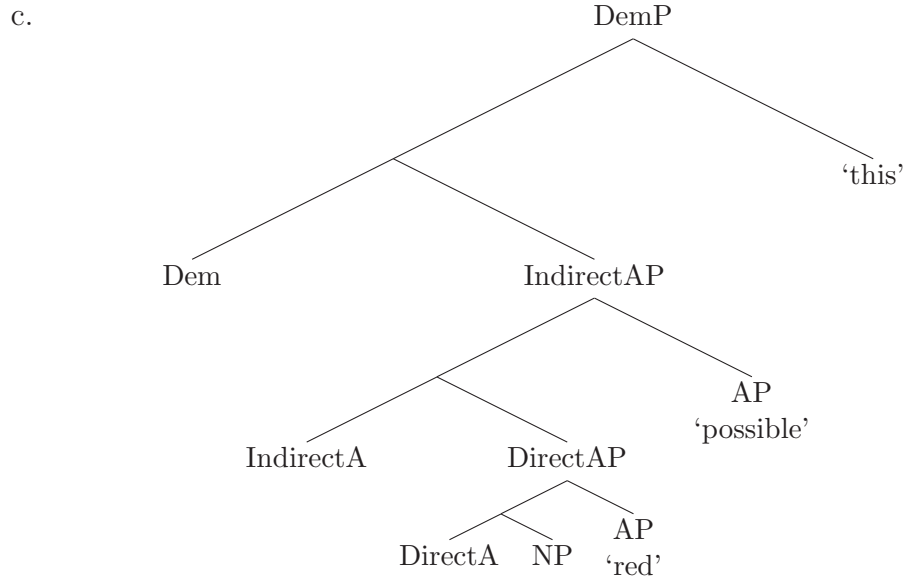 c.
DemP
‘this’
Dem IndirectAP
AP
‘possible’
IndirectA DirectAP
AP
DirectA NP
‘red’